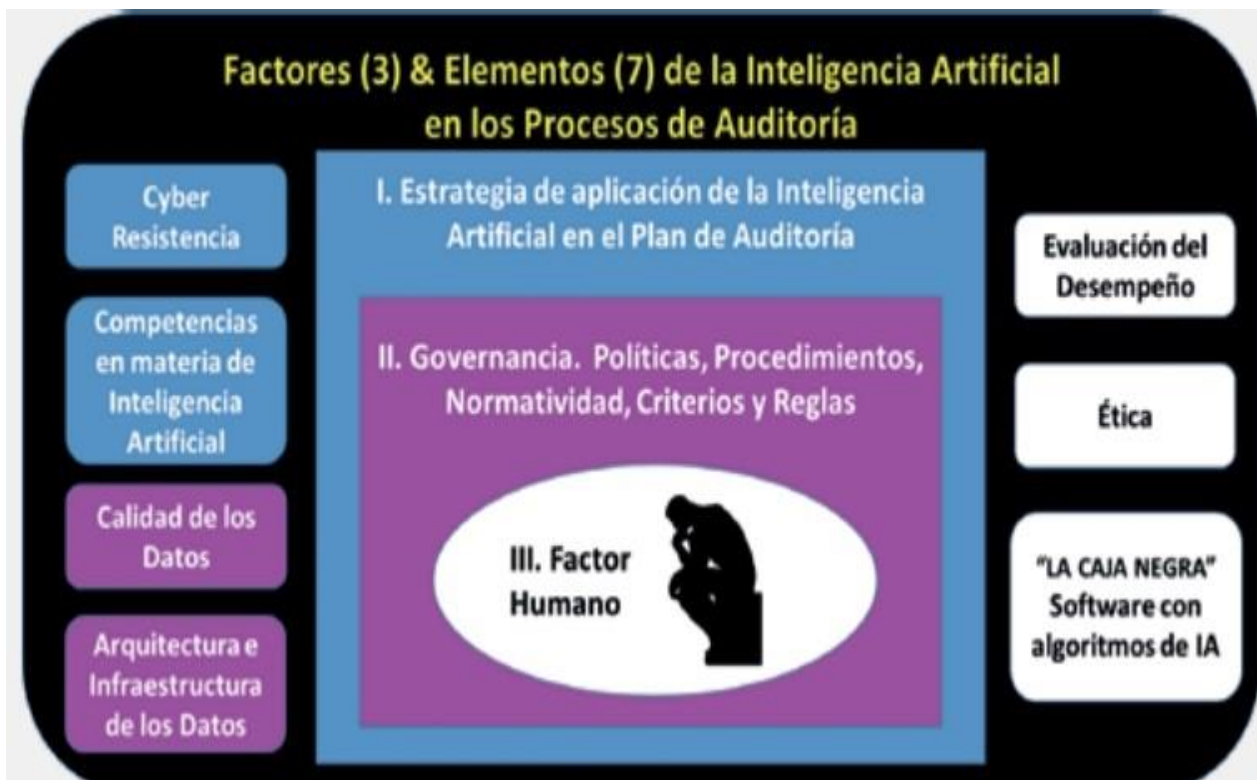 Factores (3) & Elementos (7) de la Inteligencia Artificial
en los Procesos de Auditoría
Cyber
Resistencia
Competencias
en materia de
Inteligencia
Artificial
Calidad de los
Datos
Arquitectura e
Infraestructura
de los Datos
I. Estrategia de aplicación de la Inteligencia
Artificial en el Plan de Auditoría
II. Governancia. Políticas, Procedimientos,
Normatividad, Criterios y Reglas
III. Factor
Humano
Evaluación del
Desempeño
Ética
“LA CAJA NEGRA”
Software con
algoritmos de IA